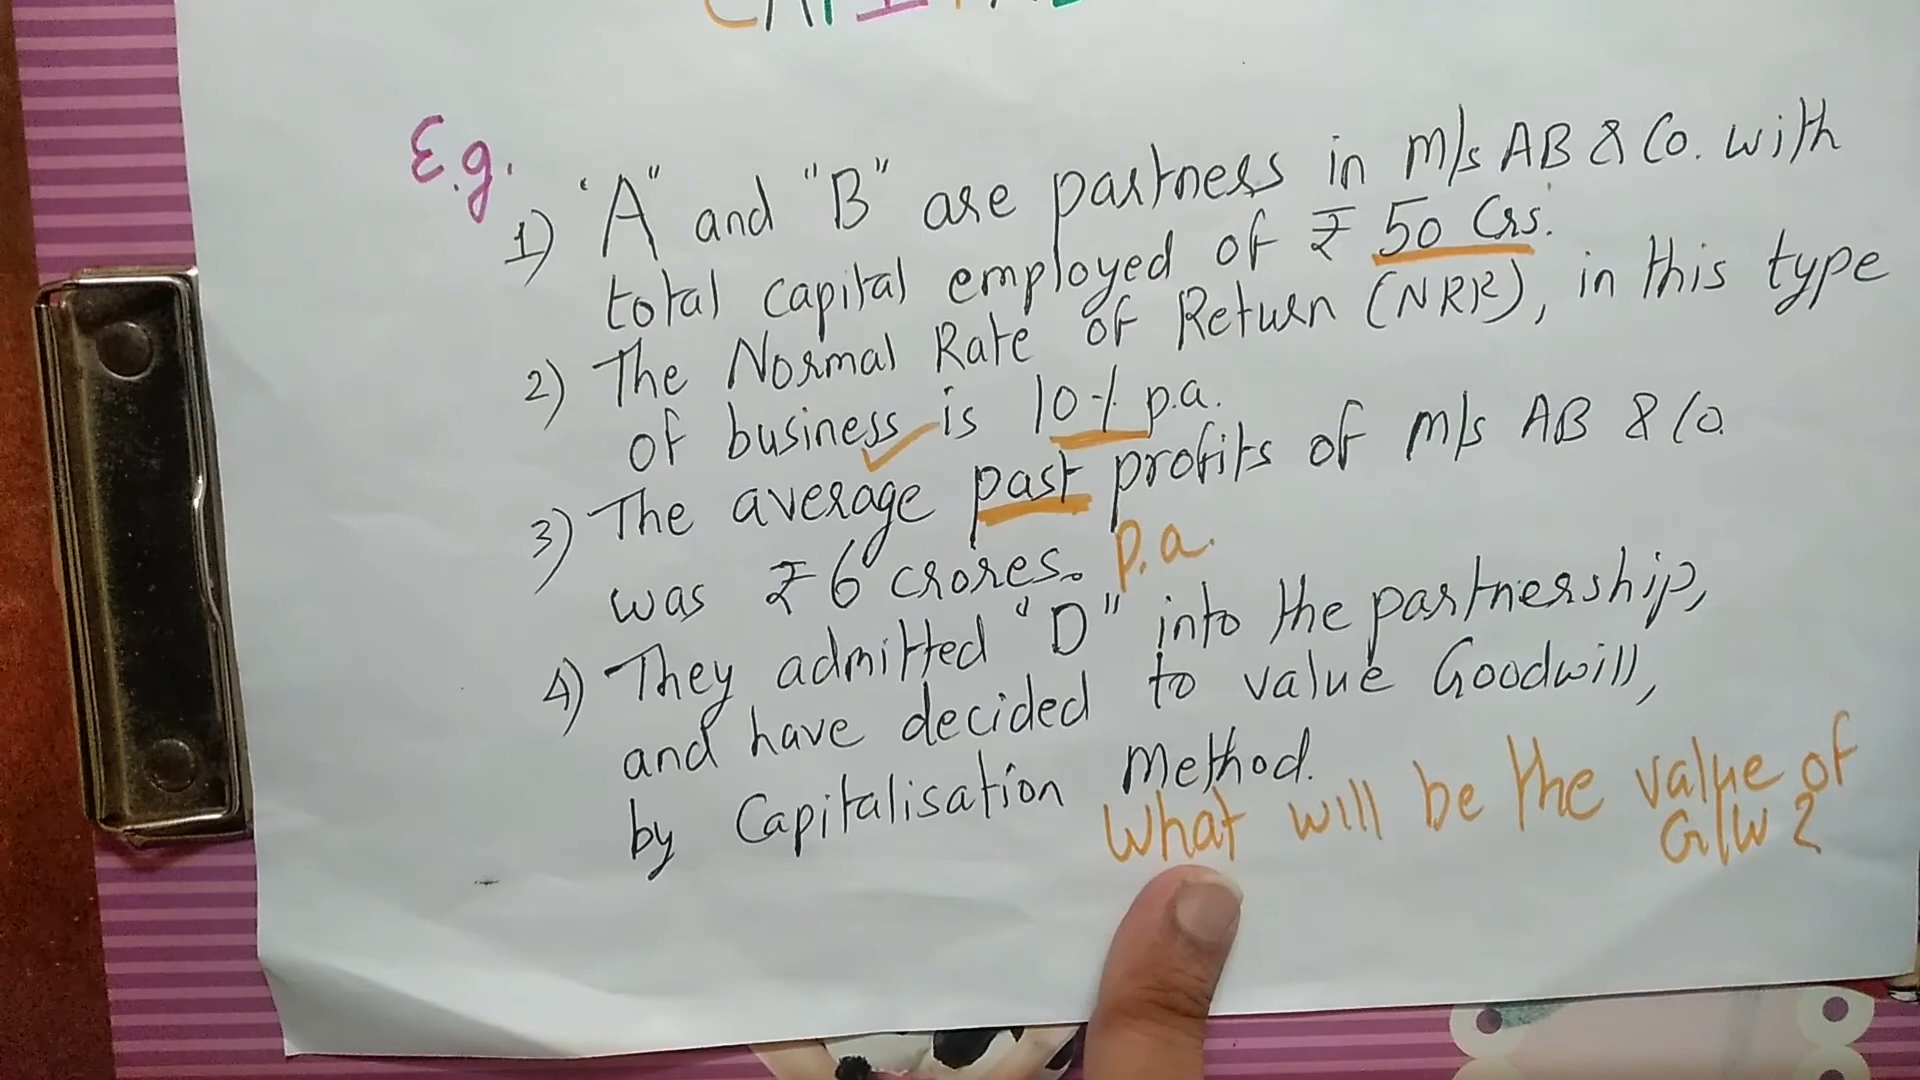 E.g.
1) "A" and "B" are partners in M/s AB & Co. with
total capital employed of ₹ 50 Crs.
2) The Normal Rate of Return (NRR), in this type
of business is 10% p.a.
3) The average past profits of M/s AB & Co.
was ₹ 6 crores. p.a.
4) They admitted "D" into the partnership,
and have decided to value Goodwill,
by Capitalisation Method.
What will be the value of
G/W?